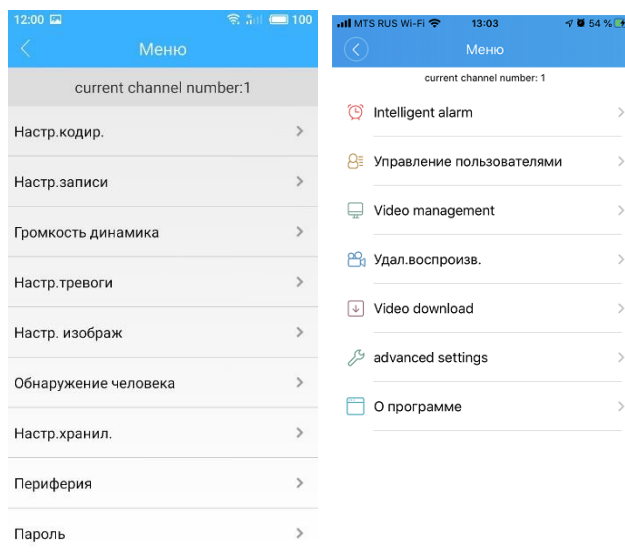 12:00 100
Меню
current channel number:1
Настр.кодир.
Настр.записи
Громкость динамика
Настр.тревоги
Настр. изображ
Обнаружение человека
Настр.хранил.
Периферия
Пароль
MTS RUS Wi-Fi 13:03 54 %
Меню
current channel number: 1
Intelligent alarm
Управление пользователями
Video management
Удал.воспроизв.
Video download
advanced settings
О программе